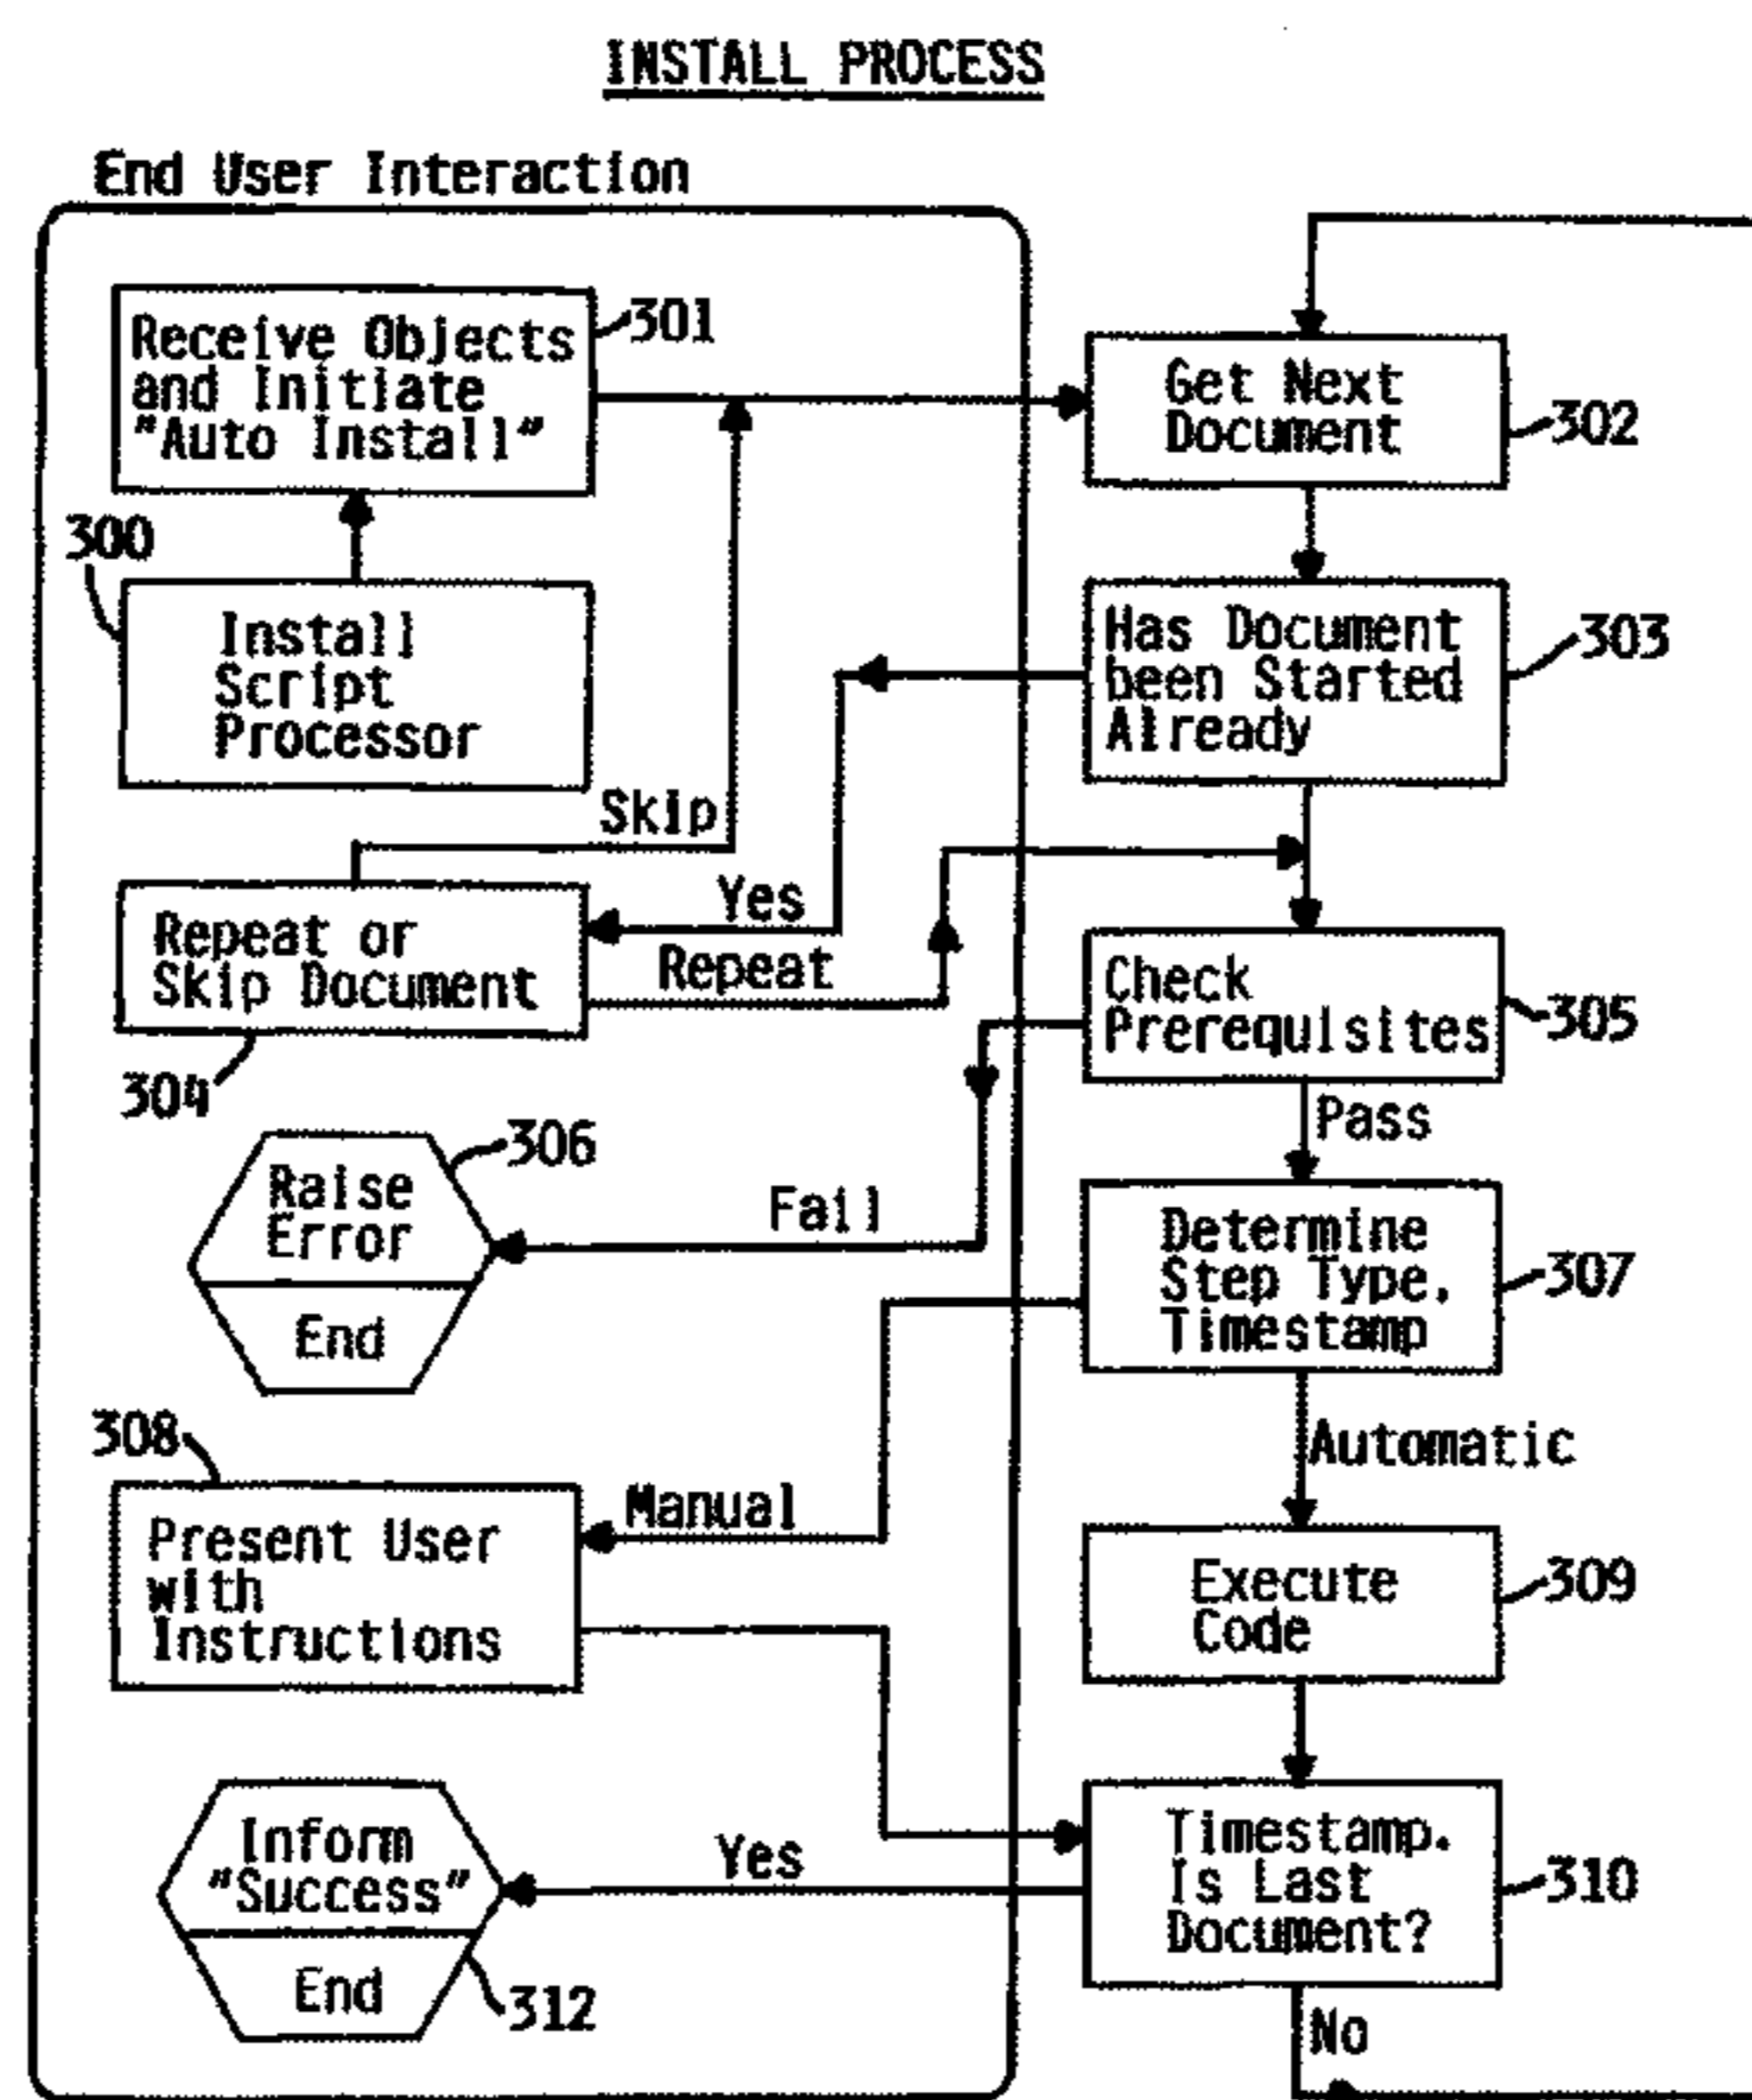 INSTALL PROCESS
End User Interaction
Receive Objects
and Initiate
"Auto Install"
301
Get Next
Document
302
300
Install
Script
Processor
Has Document
been Started
Already
303
Skip
Yes
Repeat or
Skip Document
Repeat
304
Check
Prerequisites
305
Pass
306
Raise
Error
End
Fail
Determine
Step Type.
Timestamp
307
Automatic
308
Manual
Present User
with
Instructions
Execute
Code
309
Inform
"Success"
End
312
Yes
Timestamp.
Is Last
Document?
310
No